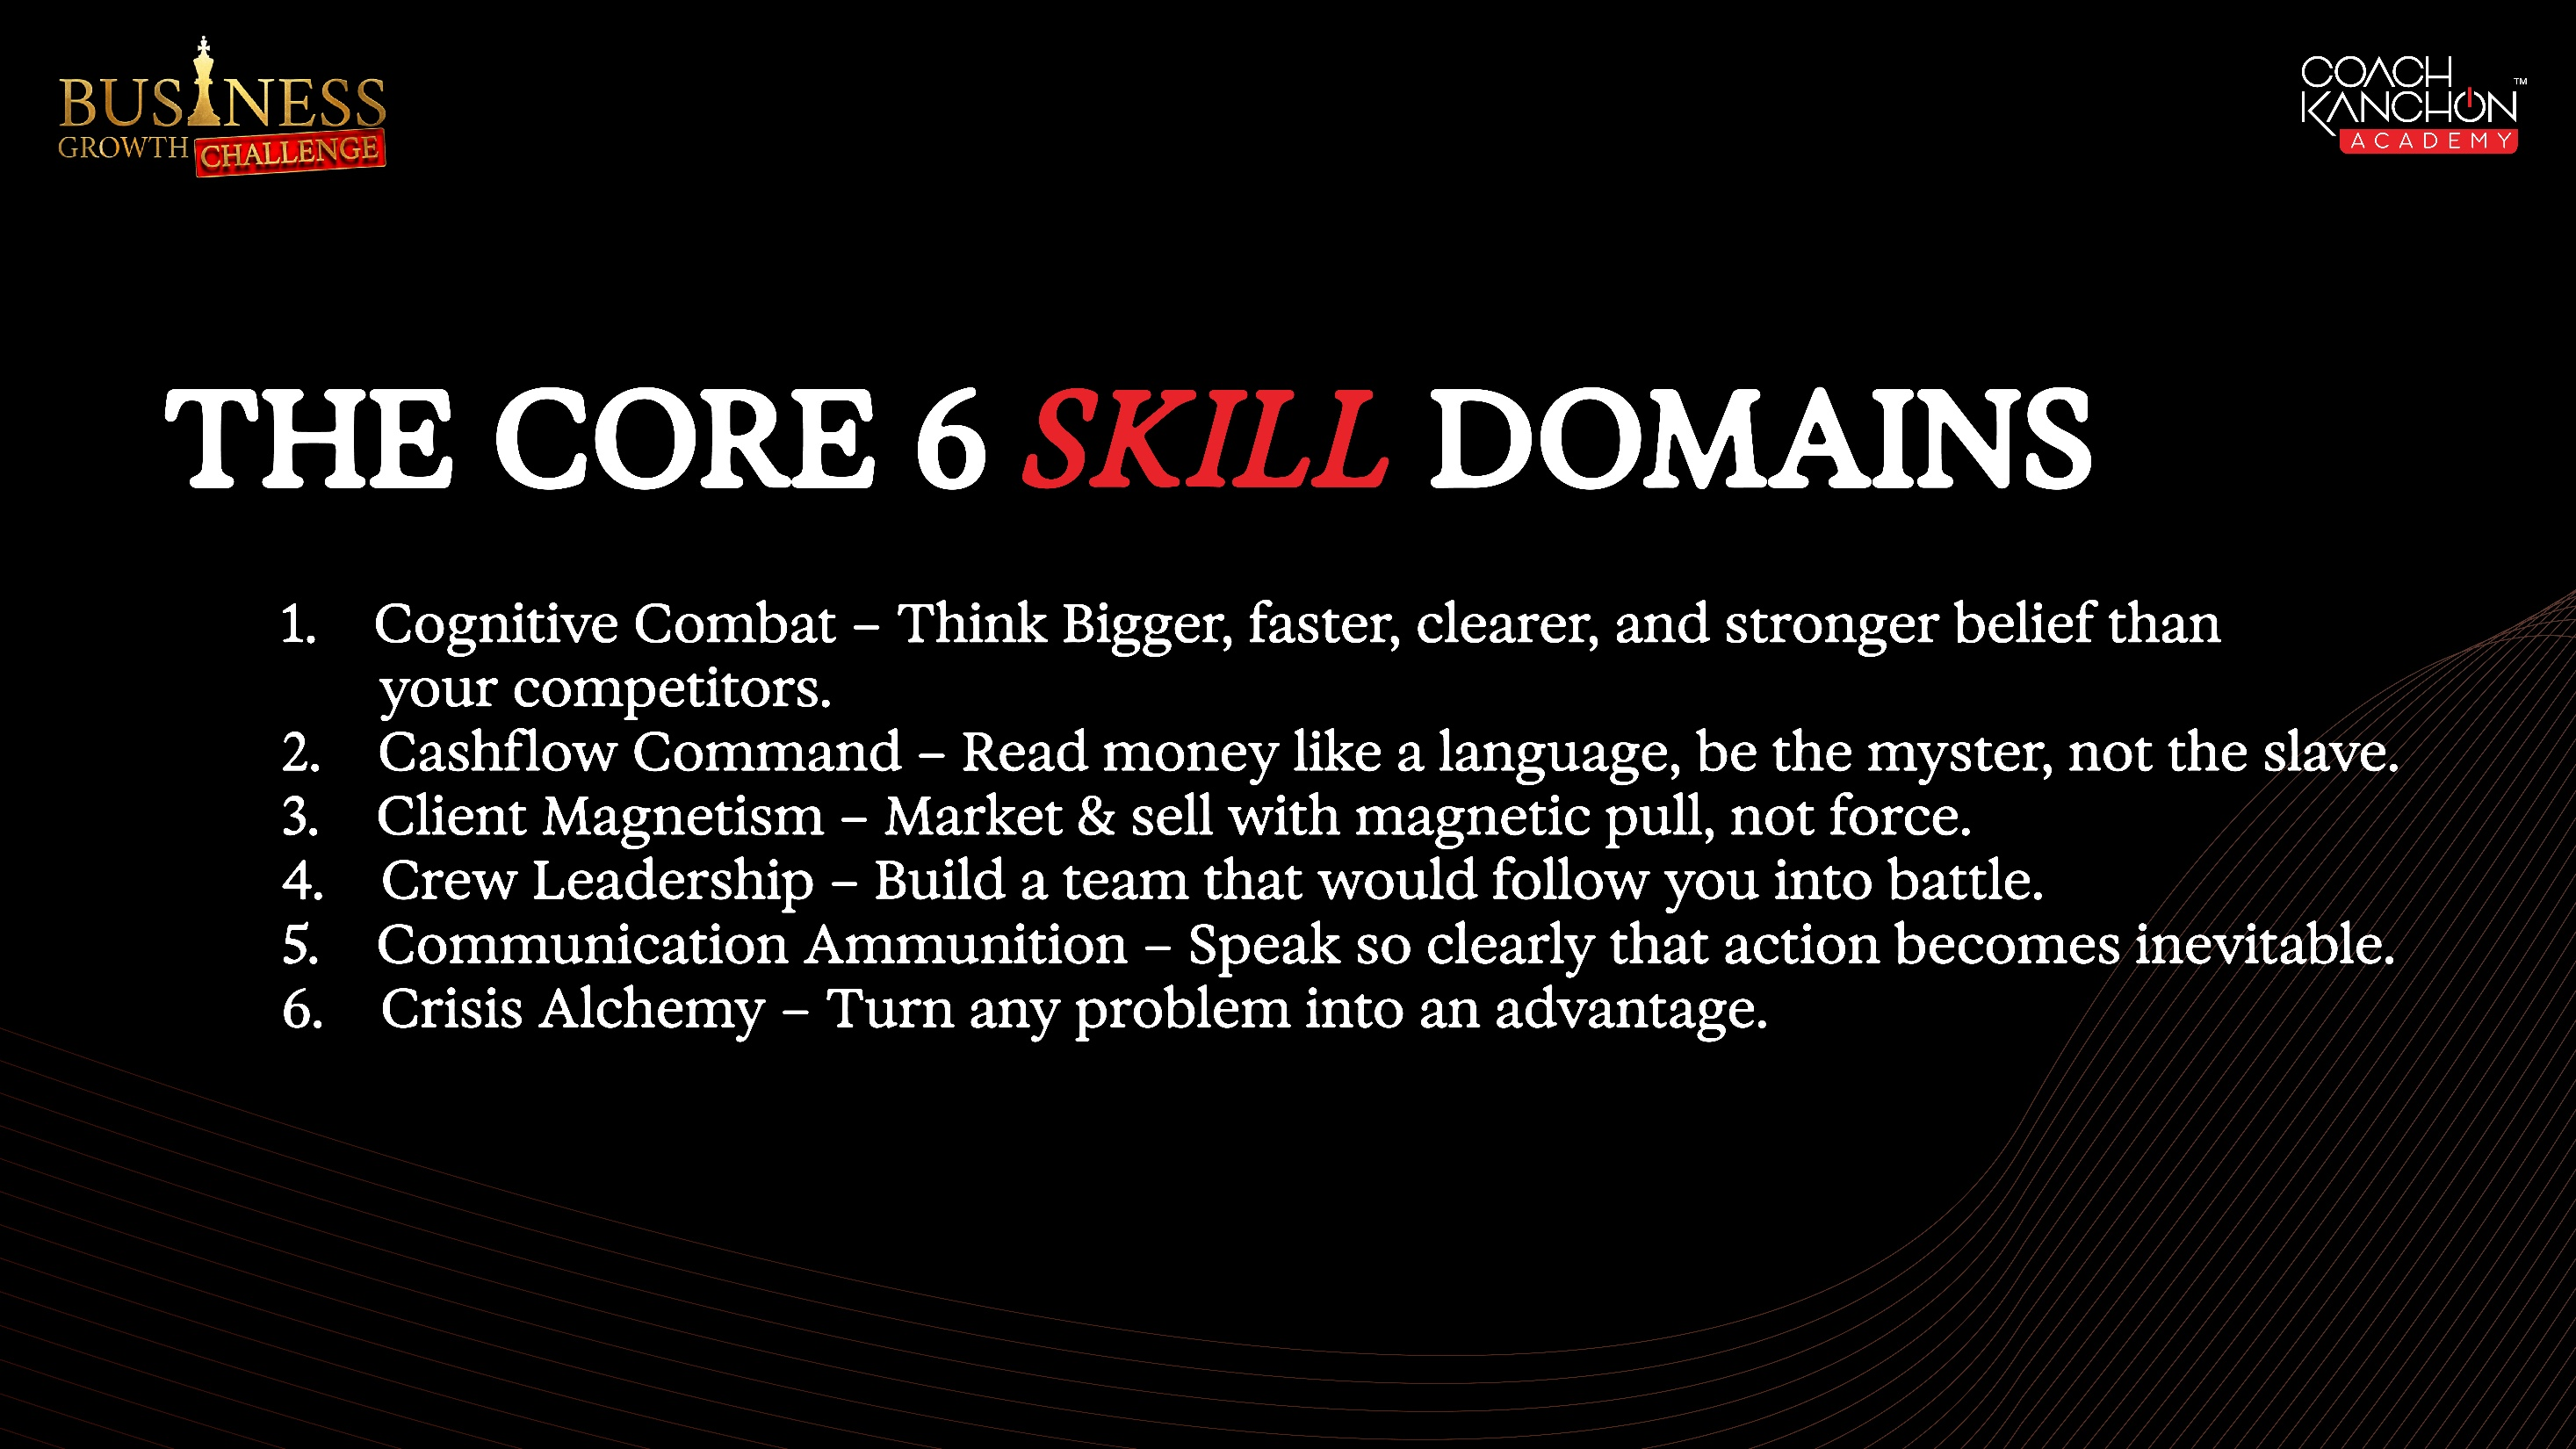 BUSINESS
GROWTH CHALLENGE
COACH
KANCHON™
ACADEMY
THE CORE 6 SKILL DOMAINS
1. Cognitive Combat – Think Bigger, faster, clearer, and stronger belief than
your competitors.
2. Cashflow Command – Read money like a language, be the myster, not the slave.
3. Client Magnetism – Market & sell with magnetic pull, not force.
4. Crew Leadership – Build a team that would follow you into battle.
5. Communication Ammunition – Speak so clearly that action becomes inevitable.
6. Crisis Alchemy – Turn any problem into an advantage.